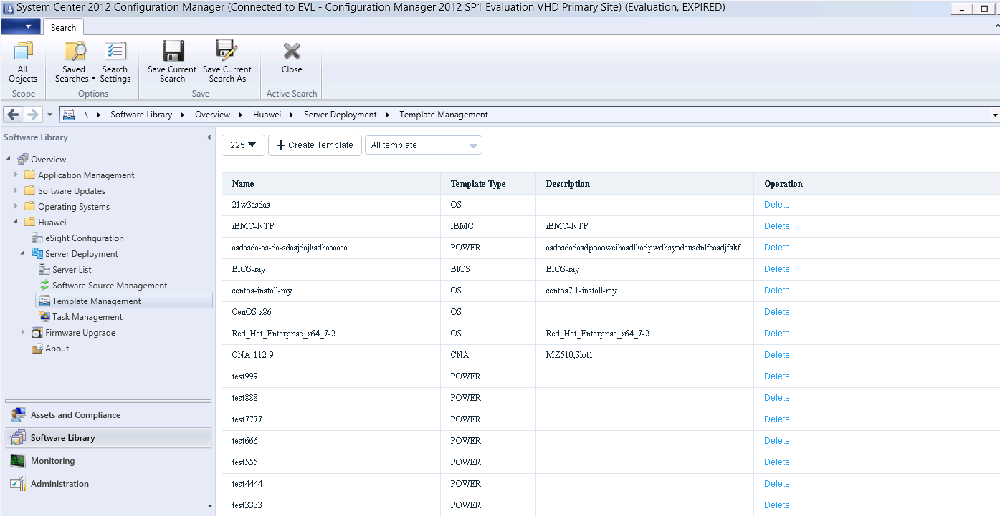 System Center 2012 Configuration Manager (Connected to EVL - Configuration Manager 2012 SP1 Evaluation VHD Primary Site) (Evaluation, EXPIRED)
Search
All Objects
Saved Searches
Search Settings
Save Current Search
Save Current Search As
Close
Scope
Options
Save
Active Search
\ Software Library Overview Huawei Server Deployment Template Management
Software Library
Overview
Application Management
Software Updates
Operating Systems
Huawei
eSight Configuration
Server Deployment
Server List
Software Source Management
Template Management
Task Management
Firmware Upgrade
About
Assets and Compliance
Software Library
Monitoring
Administration
225 Create Template All template
Name Template Type Description Operation
21w3asdas OS Delete
iBMC-NTP IBMC iBMC-NTP Delete
asdasda-as-da-sdasjdajksdhaaaaaa POWER asdasdadasdpoaoweihasdlkadpwdhsyadausdnlfeasdjfskf Delete
BIOS-ray BIOS BIOS-ray Delete
centos-install-ray OS centos7.1-install-ray Delete
CenOS-x86 OS Delete
Red_Hat_Enterprise_x64_7-2 OS Red_Hat_Enterprise_x64_7-2 Delete
CNA-112-9 CNA MZ510,Slot1 Delete
test999 POWER Delete
test888 POWER Delete
test7777 POWER Delete
test666 POWER Delete
test555 POWER Delete
test4444 POWER Delete
test3333 POWER Delete